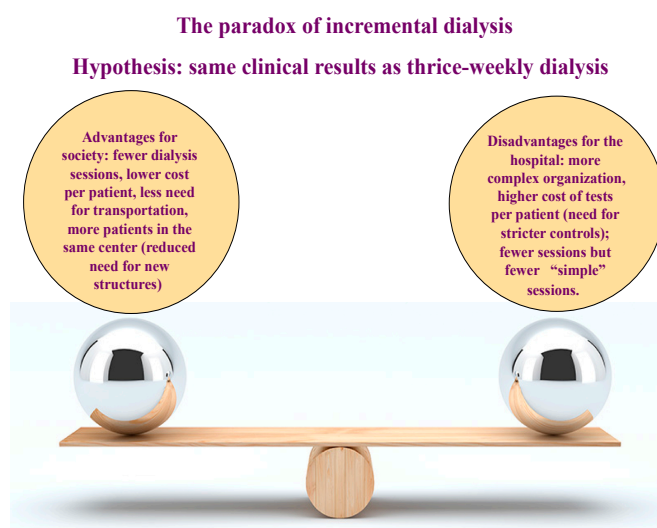 The paradox of incremental dialysis
Hypothesis: same clinical results as thrice-weekly dialysis
Advantages for
society: fewer dialysis
sessions, lower cost
per patient, less need
for transportation,
more patients in the
same center (reduced
need for new
structures)
Disadvantages for the
hospital: more
complex organization,
higher cost of tests
per patient (need for
stricter controls);
fewer sessions but
fewer “simple”
sessions.